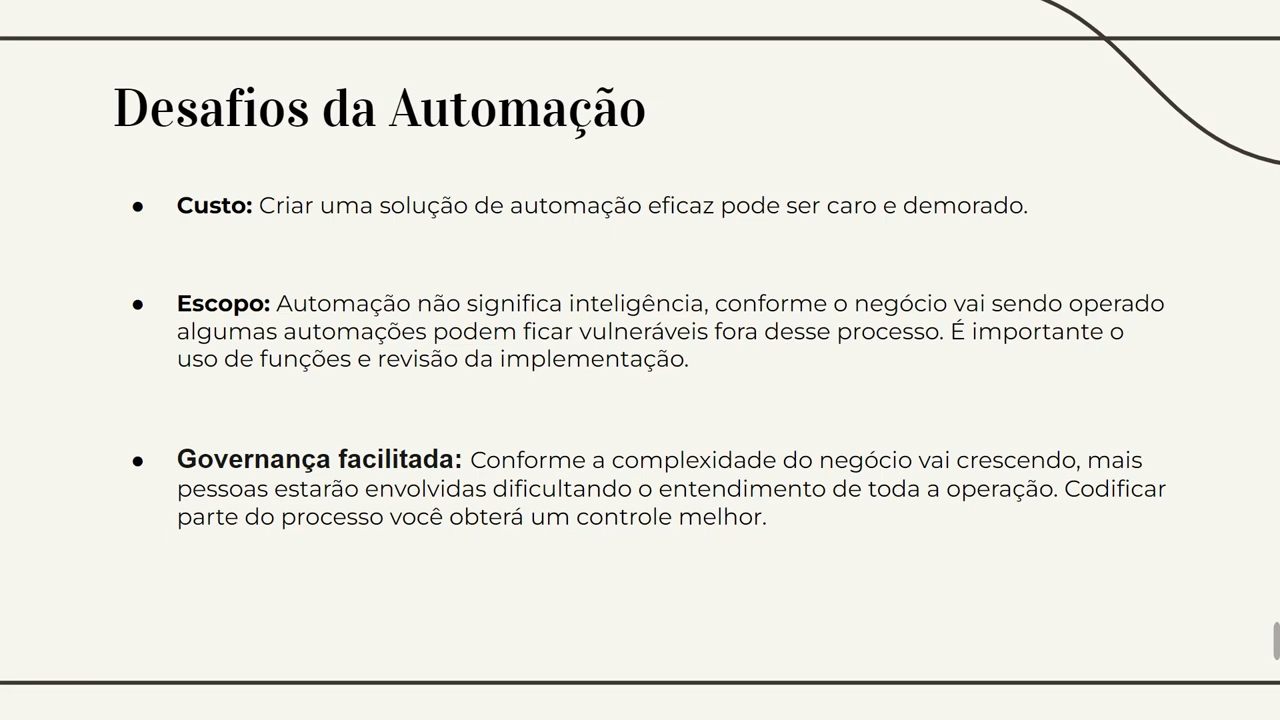 Desafios da Automação
● Custo: Criar uma solução de automação eficaz pode ser caro e demorado.
● Escopo: Automação não significa inteligência, conforme o negócio vai sendo operado
algumas automações podem ficar vulneráveis fora desse processo. É importante o
uso de funções e revisão da implementação.
● Governança facilitada: Conforme a complexidade do negócio vai crescendo, mais
pessoas estarão envolvidas dificultando o entendimento de toda a operação. Codificar
parte do processo você obterá um controle melhor.